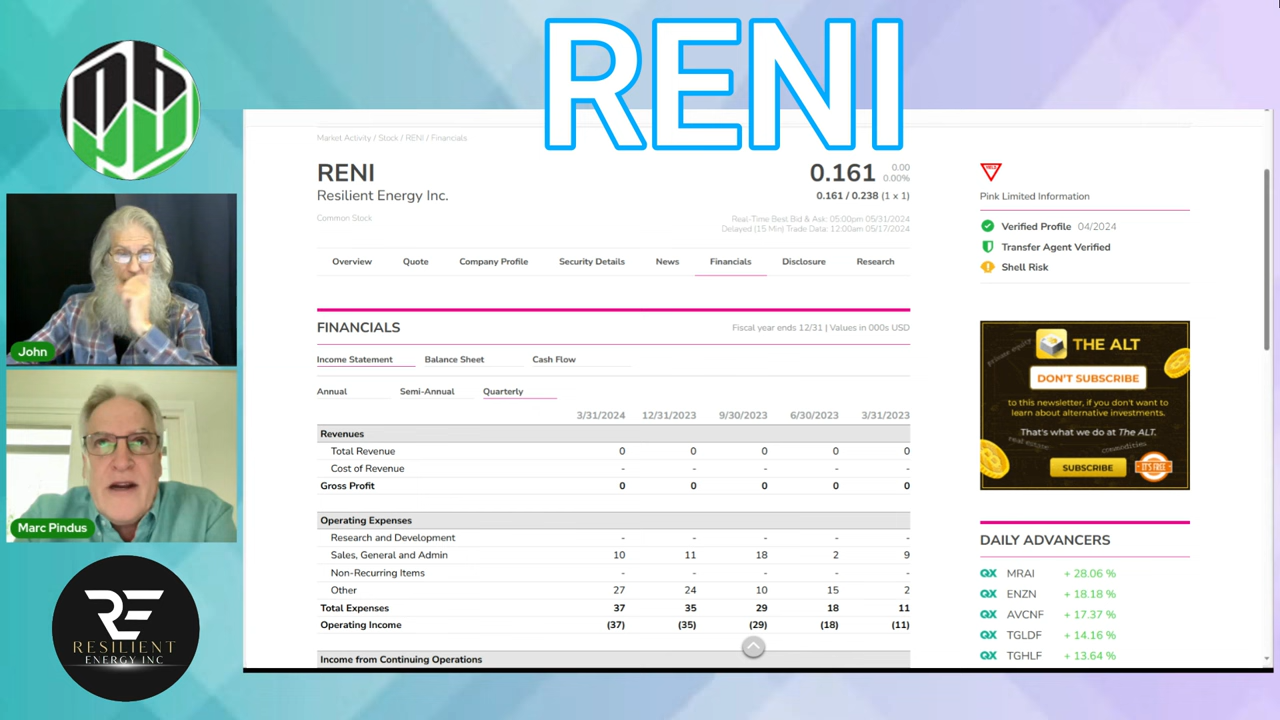 RENI
Market Activity / Stock / RENI / Financials
RENI
Resilient Energy Inc.
Common Stock
0.161
0.00
0.00%
0.161 / 0.238 (1 x 1)
Real-Time Best Bid & Ask: 05:00pm 05/31/2024
Delayed (15 Min) Trade Data: 12:00am 05/17/2024
Overview Quote Company Profile Security Details News Financials Disclosure Research
FINANCIALS
Fiscal year ends 12/31 | Values in 000s USD
Income Statement Balance Sheet Cash Flow
Annual Semi-Annual Quarterly
3/31/2024 12/31/2023 9/30/2023 6/30/2023 3/31/2023
Revenues
Total Revenue 0 0 0 0 0
Cost of Revenue - - - - -
Gross Profit 0 0 0 0 0
Operating Expenses
Research and Development - - - - -
Sales, General and Admin 10 11 18 2 9
Non-Recurring Items - - - - -
Other 27 24 10 15 2
Total Expenses 37 35 29 18 11
Operating Income (37) (35) (29) (18) (11)
Income from Continuing Operations
Pink Limited Information
Verified Profile 04/2024
Transfer Agent Verified
Shell Risk
Private equity
THE ALT
DON'T SUBSCRIBE
to this newsletter, if you don't want to
learn about alternative investments.
That's what we do at The ALT.
real estate
commodities
SUBSCRIBE
IT'S FREE
DAILY ADVANCERS
QX MRAI + 28.06 %
QX ENZN + 18.18 %
QX AVCNF + 17.37 %
QX TGLDF + 14.16 %
QX TGHLF + 13.64 %
John
Marc Pindus
RE
RESILIENT
ENERGY INC